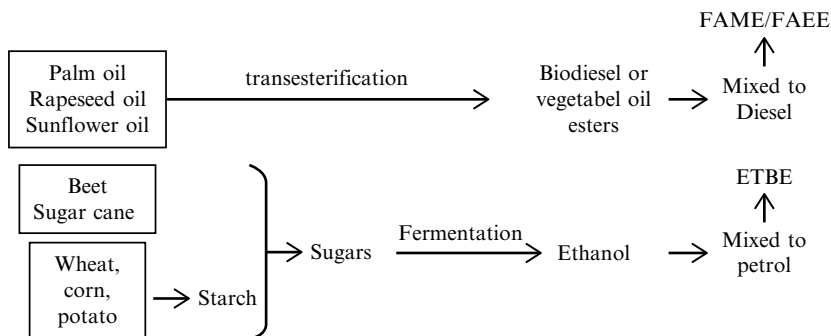 FAME/FAEE
Palm oil
Rapeseed oil
Sunflower oil
transesterification
Biodiesel or
vegetabel oil
esters
Mixed to
Diesel
Beet
Sugar cane
Wheat,
corn,
potato
Starch
Sugars
Fermentation
Ethanol
ETBE
Mixed to
petrol